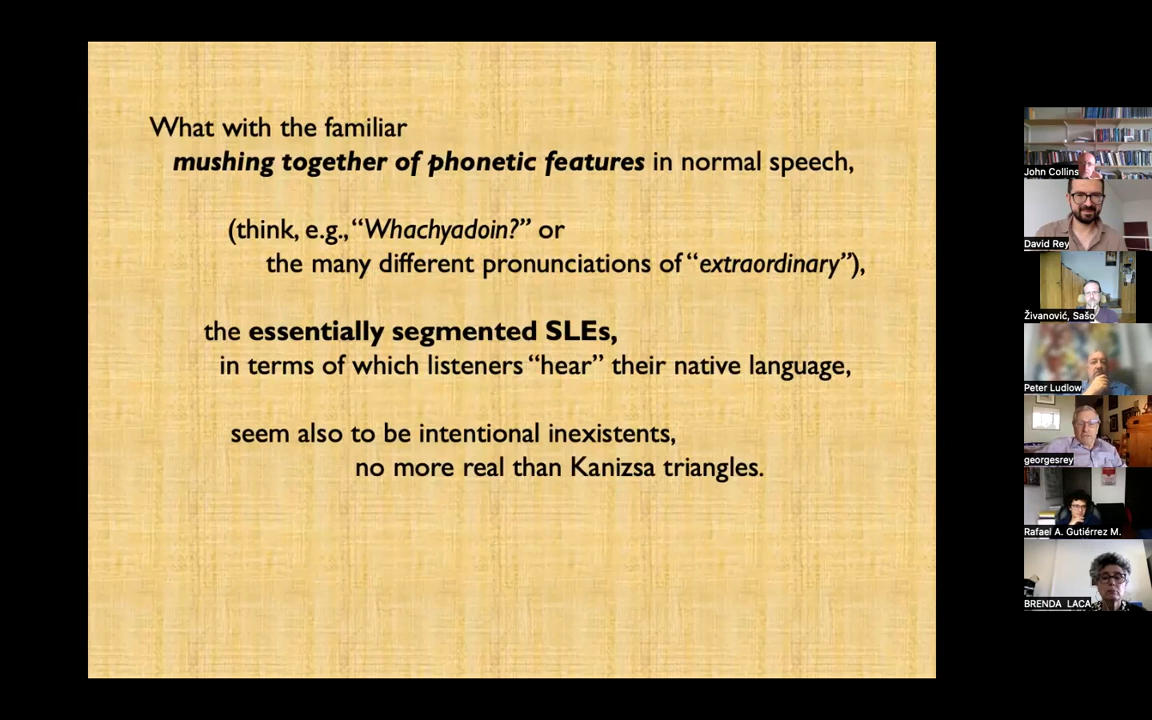 What with the familiar
mushing together of phonetic features in normal speech,
(think, e.g., “Whachyadoin?” or
the many different pronunciations of “extraordinary”),
the essentially segmented SLEs,
in terms of which listeners “hear” their native language,
seem also to be intentional inexistents,
no more real than Kanizsa triangles.
John Collins
David Rey
Živanović, Sašo
Peter Ludlow
georgesrey
Rafael A. Gutiérrez M.
BRENDA LACA